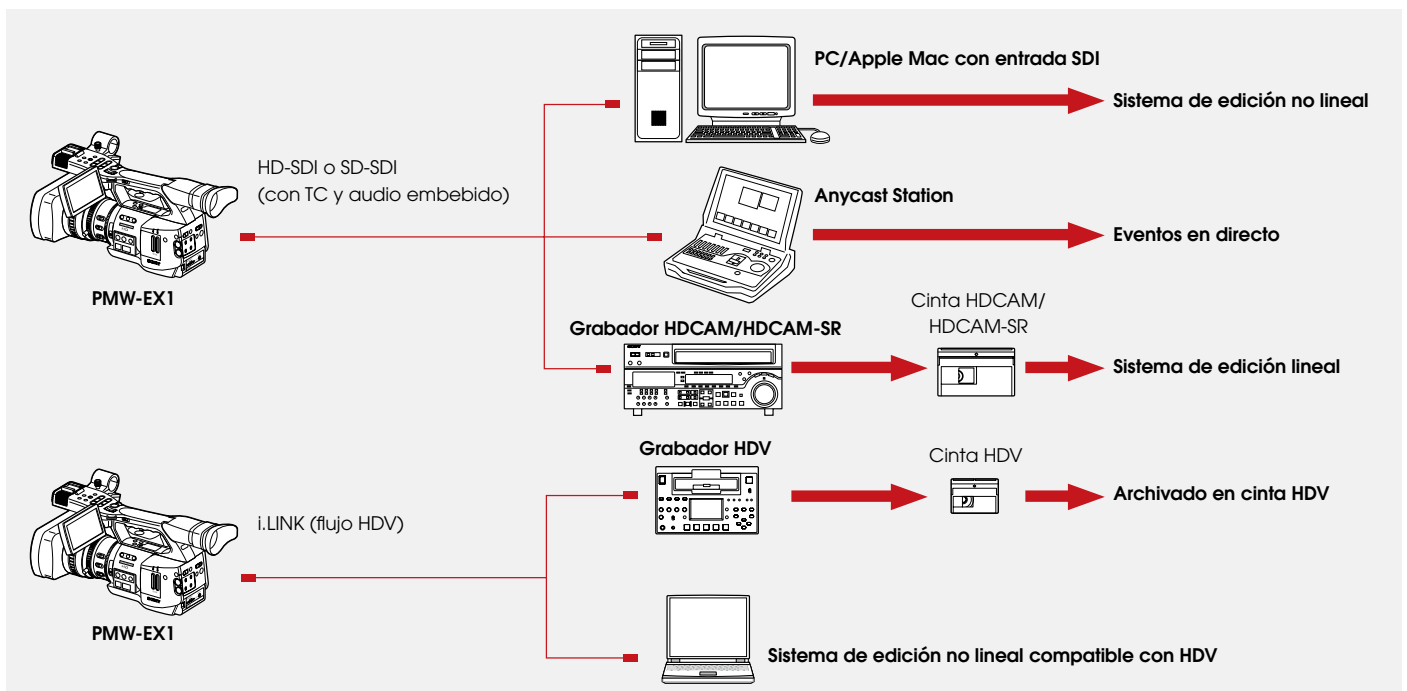 PC/Apple Mac con entrada SDI
Sistema de edición no lineal
HD-SDI o SD-SDI
(con TC y audio embebido)
PMW-EX1
Anycast Station
Eventos en directo
Grabador HDCAM/HDCAM-SR
Cinta HDCAM/
HDCAM-SR
Sistema de edición lineal
Grabador HDV
Cinta HDV
Archivado en cinta HDV
i.LINK (flujo HDV)
PMW-EX1
Sistema de edición no lineal compatible con HDV